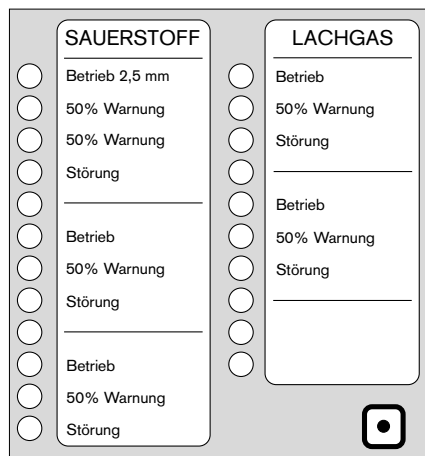 SAUERSTOFF
Betrieb 2,5 mm
50% Warnung
50% Warnung
Störung
Betrieb
50% Warnung
Störung
Betrieb
50% Warnung
Störung
LACHGAS
Betrieb
50% Warnung
Störung
Betrieb
50% Warnung
Störung